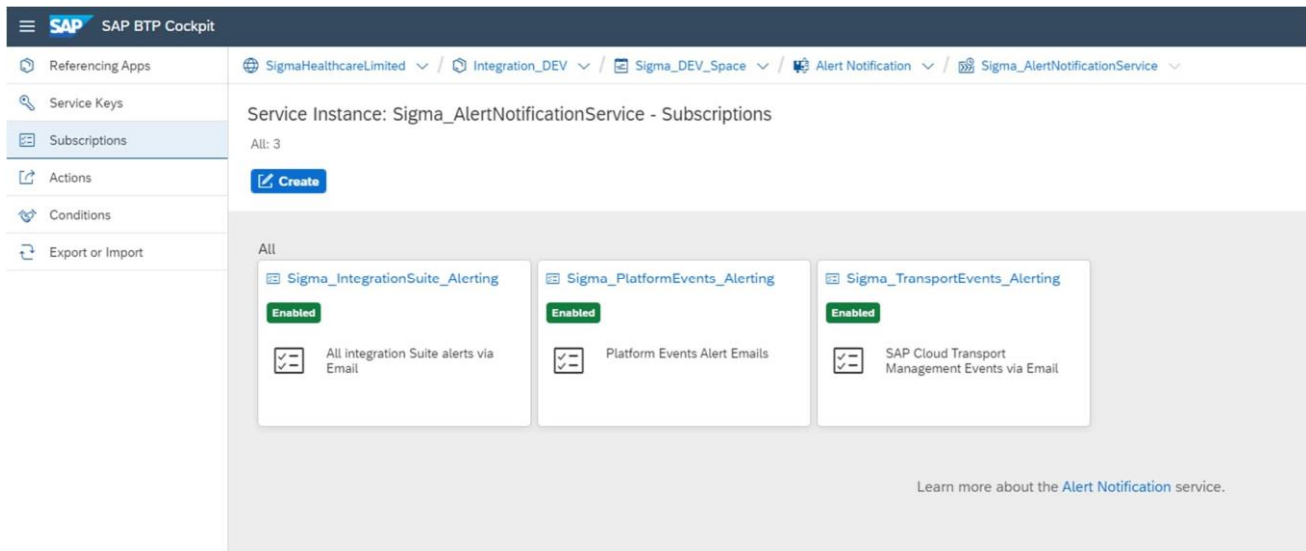 SAP SAP BTP Cockpit
Referencing Apps
Service Keys
Subscriptions
Actions
Conditions
Export or Import
SigmaHealthcareLimited / Integration_DEV / Sigma_DEV_Space / Alert Notification / Sigma_AlertNotificationService
Service Instance: Sigma_AlertNotificationService - Subscriptions
All: 3
Create
All
Sigma_IntegrationSuite_Alerting
Enabled
All integration Suite alerts via
Email
Sigma_PlatformEvents_Alerting
Enabled
Platform Events Alert Emails
Sigma_TransportEvents_Alerting
Enabled
SAP Cloud Transport
Management Events via Email
Learn more about the Alert Notification service.